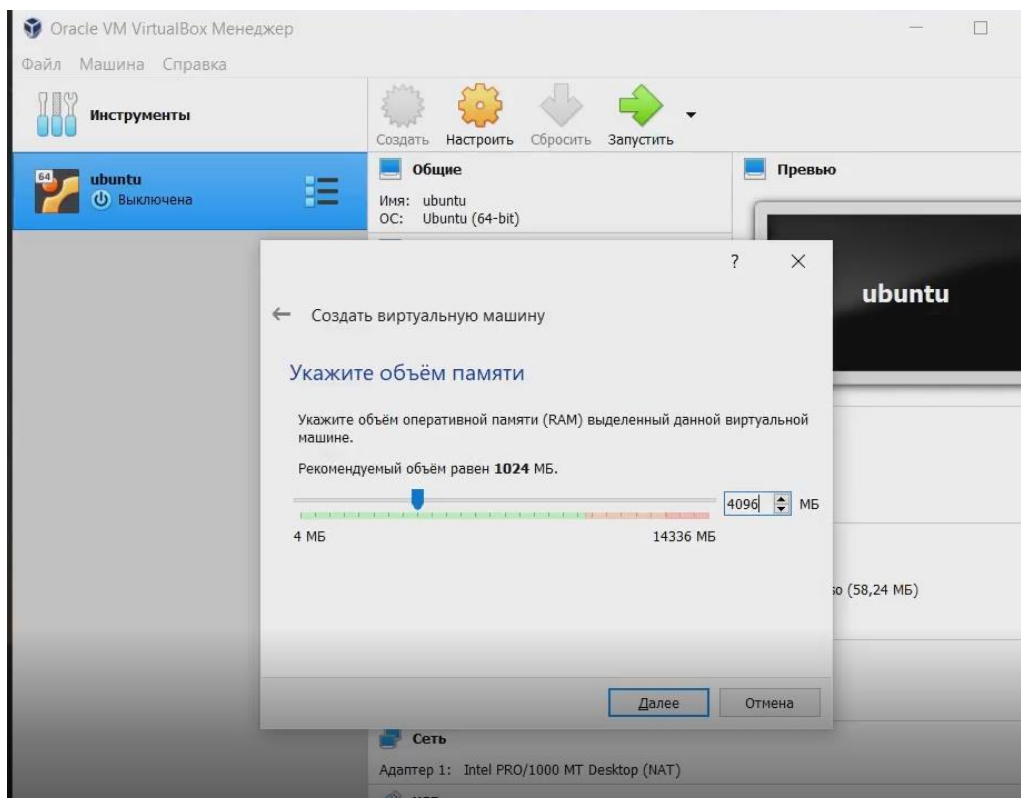 Oracle VM VirtualBox Менеджер
Файл Машина Справка
Инструменты
Создать Настроить Сбросить Запустить
64
ubuntu
Выключена
Общие
Имя: ubuntu
ОС: Ubuntu (64-bit)
Превью
ubuntu
?
Создать виртуальную машину
Укажите объём памяти
Укажите объём оперативной памяти (RAM) выделенный данной виртуальной
машине.
Рекомендуемый объём равен 1024 МБ.
4096 МБ
4 МБ 14336 МБ
so (58,24 МБ)
Далее Отмена
Сеть
Адаптер 1: Intel PRO/1000 MT Desktop (NAT)